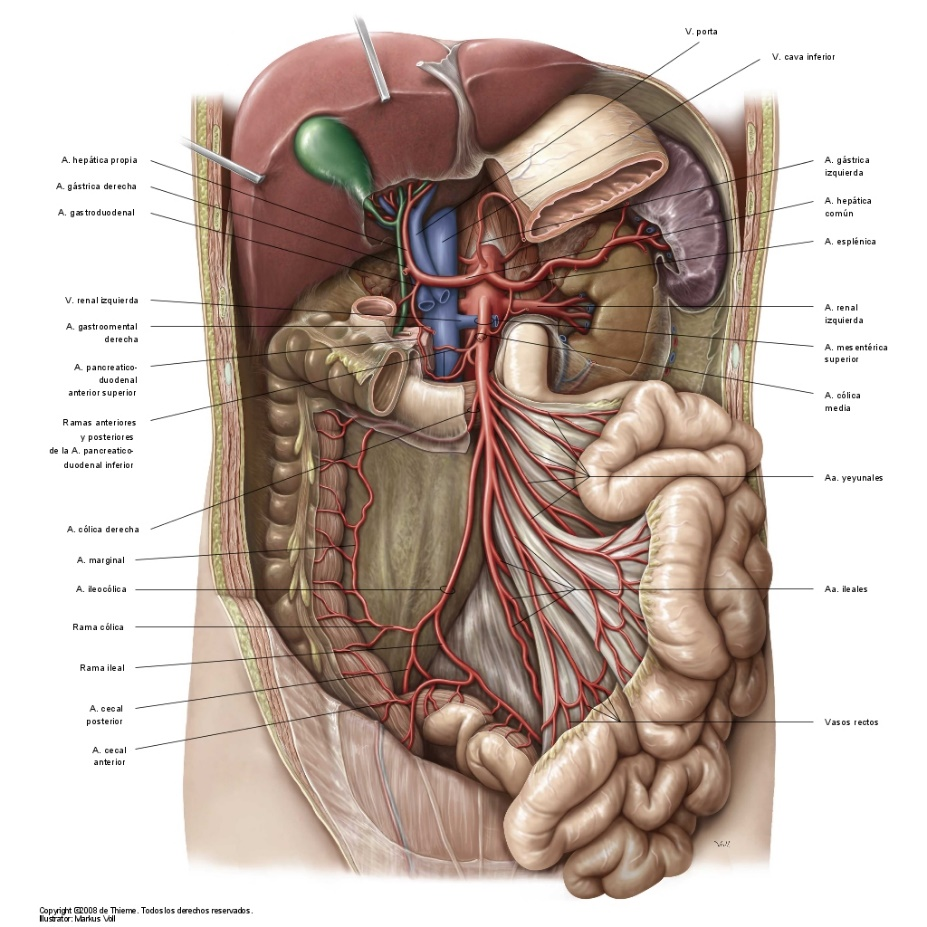 V. porta
V. cava inferior
A. hepática propia
A. gástrica derecha
A. gastroduodenal
V. renal izquierda
A. gastroomental
derecha
A. pancreatico-
duodenal
anterior superior
Ramas anteriores
y posteriores
de la A. pancreatico-
duodenal inferior
A. cólica derecha
A. marginal
A. ileocólica
Rama cólica
Rama ileal
A. cecal
posterior
A. cecal
anterior
A. gástrica
izquierda
A. hepática
común
A. esplénica
A. renal
izquierda
A. mesentérica
superior
A. cólica
media
Aa. yeyunales
Aa. ileales
Vasos rectos
Copyright ©2008 de Thieme. Todos los derechos reservados.
Illustrator: Markus Voll